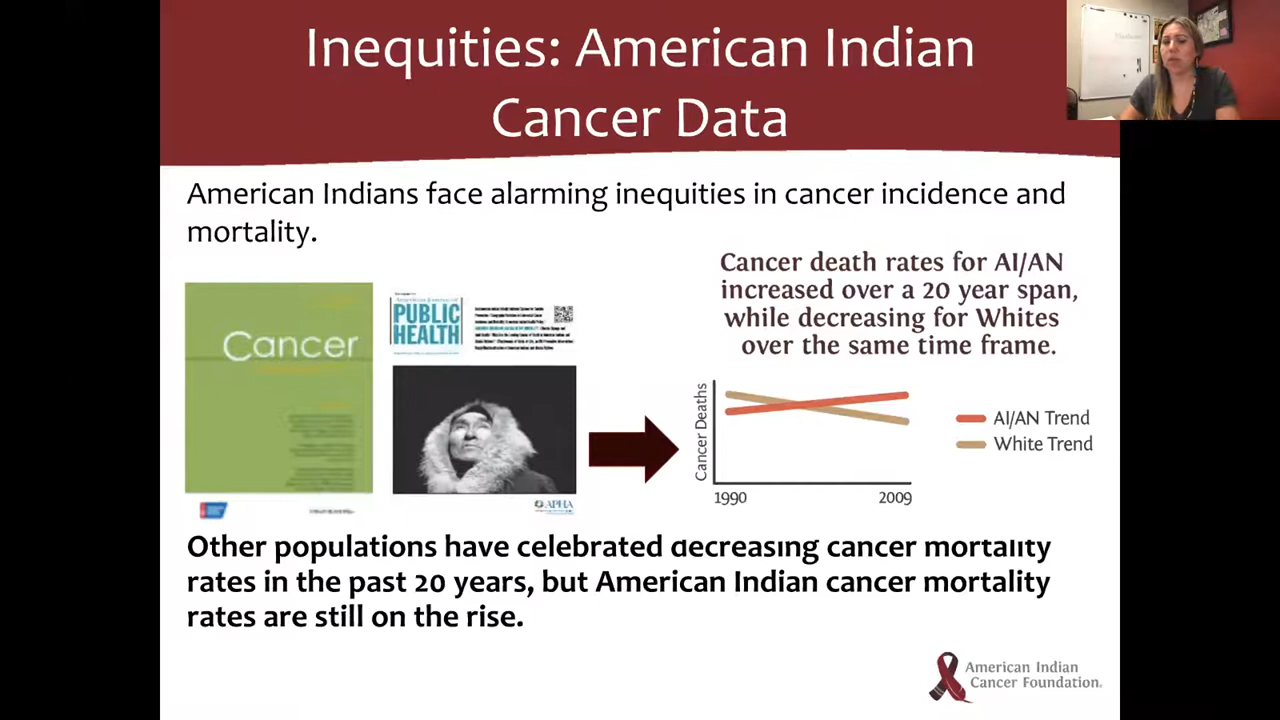 Inequities: American Indian
Cancer Data
American Indians face alarming inequities in cancer incidence and
mortality.
Cancer death rates for AI/AN
increased over a 20 year span,
while decreasing for Whites
over the same time frame.
Cancer
PUBLIC
HEALTH
Cancer Deaths
AI/AN Trend
White Trend
1990
2009
APHA
Other populations have celebrated decreasing cancer mortality
rates in the past 20 years, but American Indian cancer mortality
rates are still on the rise.
American Indian
Cancer Foundation.